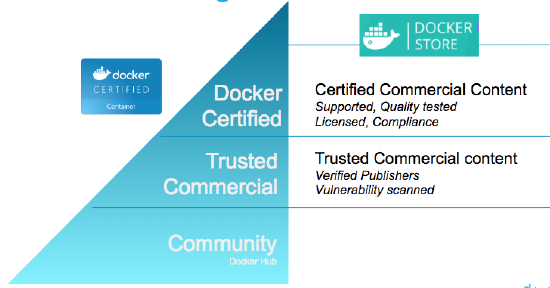 DOCKER
STORE
docker
CERTIFIED
Container
Docker
Certified
Certified Commercial Content
Supported, Quality tested
Licensed, Compliance
Trusted
Commercial
Trusted Commercial content
Verified Publishers
Vulnerability scanned
Community
Docker Hub